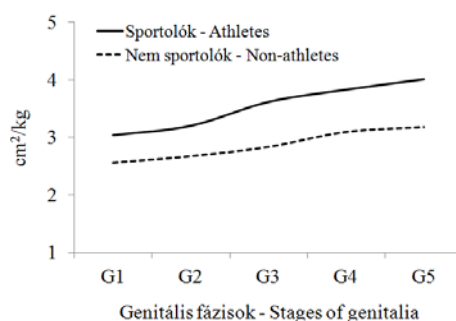 5
Sportolók - Athletes
Nem sportolók - Non-athletes
4
3
2
1
cm²/kg
G1 G2 G3 G4 G5
Genitális fázisok - Stages of genitalia